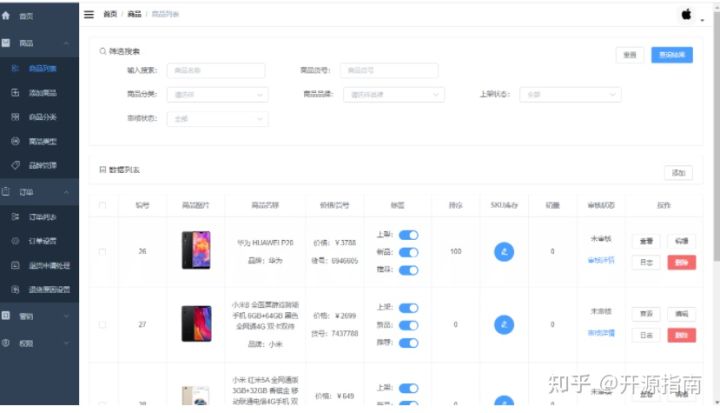 首页
首页 / 商品 / 商品列表
商品
商品列表
添加商品
商品分类
商品类型
品牌管理
订单
订单列表
订单设置
退货申请处理
退货原因设置
营销
权限
筛选搜索
重置
查询结果
输入搜索： 商品名称
商品货号： 商品货号
商品分类： 请选择
商品品牌： 请选择品牌
上架状态： 全部
审核状态： 全部
数据列表
添加
编号 商品图片 商品名称 价格/货号 标签 排序 SKU库存 销量 审核状态 操作
26
华为 HUAWEI P20
品牌：华为
价格：￥3788
货号：6946605
上架：
新品：
推荐：
100
0
未审核
审核详情
查看 编辑
日志 删除
27
小米8 全面屏游戏智能
手机 6GB+64GB 黑色
全网通4G 双卡双待
品牌：小米
价格：￥2699
货号：7437788
上架：
新品：
推荐：
0
0
未审核
审核详情
查看 编辑
日志 删除
28
小米 红米5A 全网通版
3GB+32GB 香槟金 移
动联通电信4G手机 双
价格：￥649
上架：
知乎 @开源指南